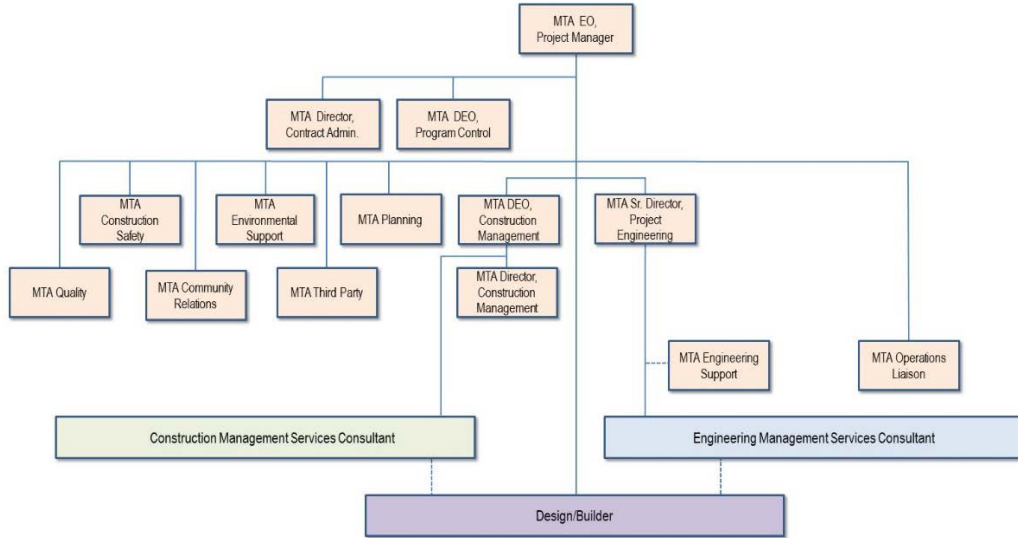 MTA EO,
Project Manager
MTA Director,
Contract Admin.
MTA DEO,
Program Control
MTA
Construction
Safety
MTA
Environmental
Support
MTA Planning
MTA DEO,
Construction
Management
MTA Sr. Director,
Project
Engineering
MTA Quality
MTA Community
Relations
MTA Third Party
MTA Director,
Construction
Management
MTA Engineering
Support
MTA Operations
Liaison
Construction Management Services Consultant
Engineering Management Services Consultant
Design/Builder